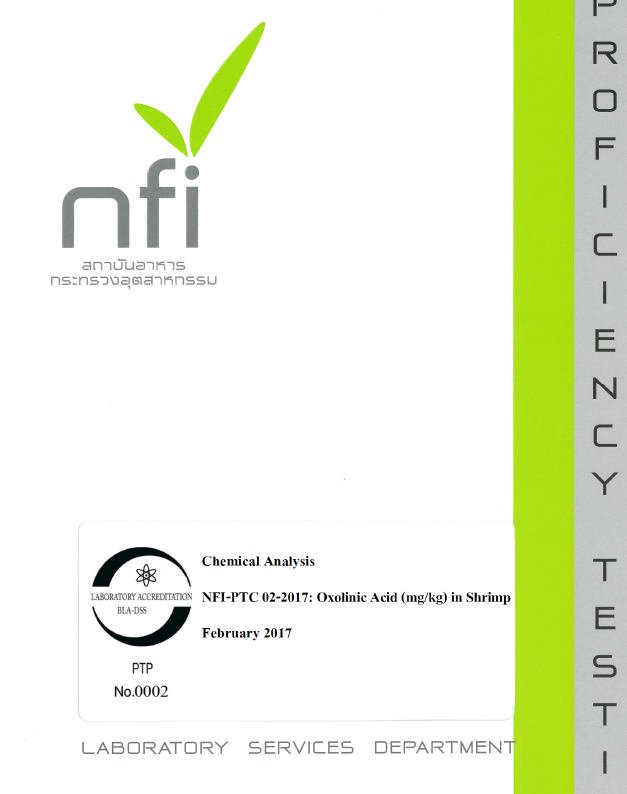 nfi
สถาบันอาหาร
กระทรวงอุตสาหกรรม
LABORATORY ACCREDITATION
BLA-DSS
PTP
No.0002
Chemical Analysis
NFI-PTC 02-2017: Oxolinic Acid (mg/kg) in Shrimp
February 2017
LABORATORY SERVICES DEPARTMENT
PROFICIENCY TESTI